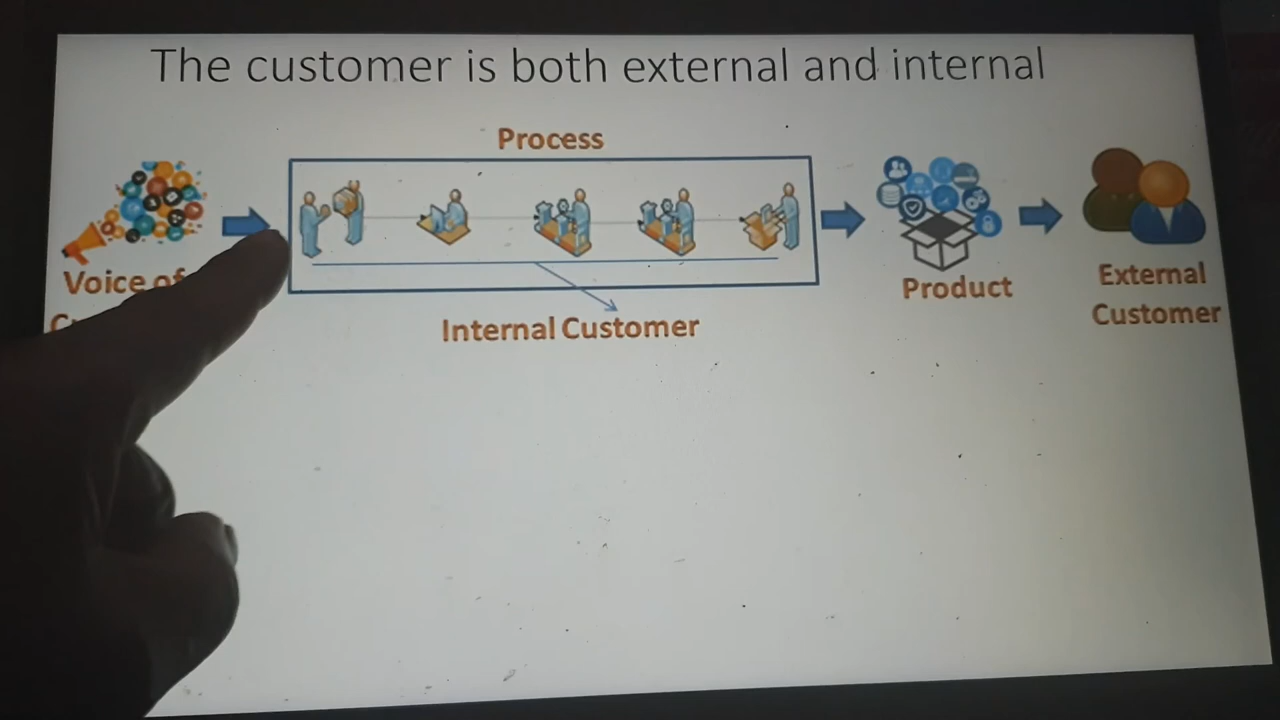 The customer is both external and internal
Process
Voice of
Internal Customer
Product
External
Customer